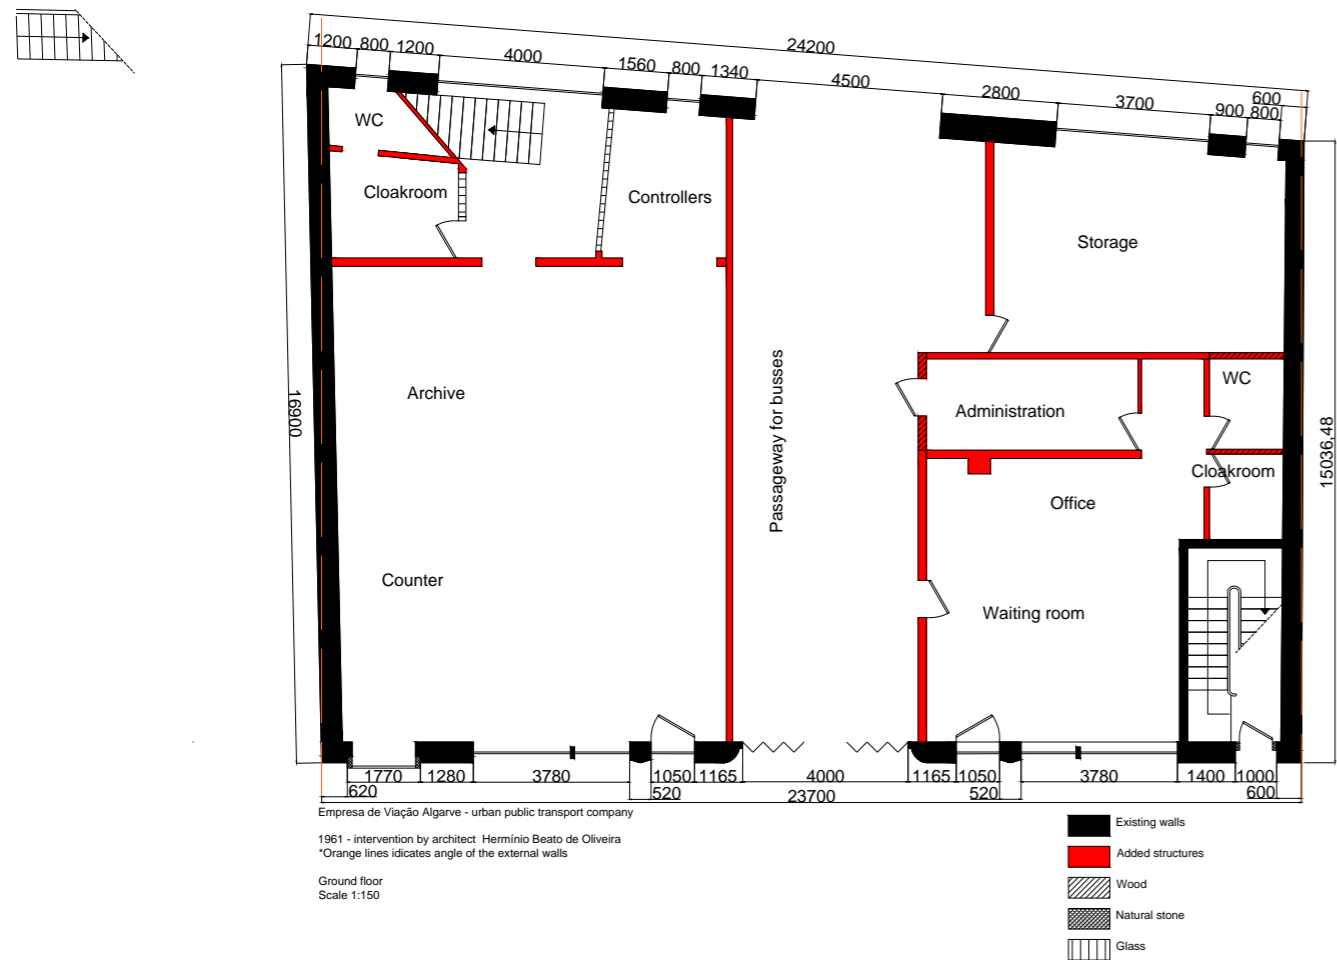 24200
1200 800 1200 4000 1560 800 1340 4500 2800 3700 900 800 600
WC
Cloakroom
Controllers
Storage
16900
15036.48
Archive
Passageway for busses
Administration
WC
Cloakroom
Office
Counter
Waiting room
1770 1280 3780 1050 1165 4000 1165 1050 3780 1400 1000
620 520 23700 520 600
Empresa de Viação Algarve - urban public transport company
1961 - intervention by architect Hermínio Beato de Oliveira
*Orange lines idicates angle of the external walls
Ground floor
Scale 1:150
Existing walls
Added structures
Wood
Natural stone
Glass